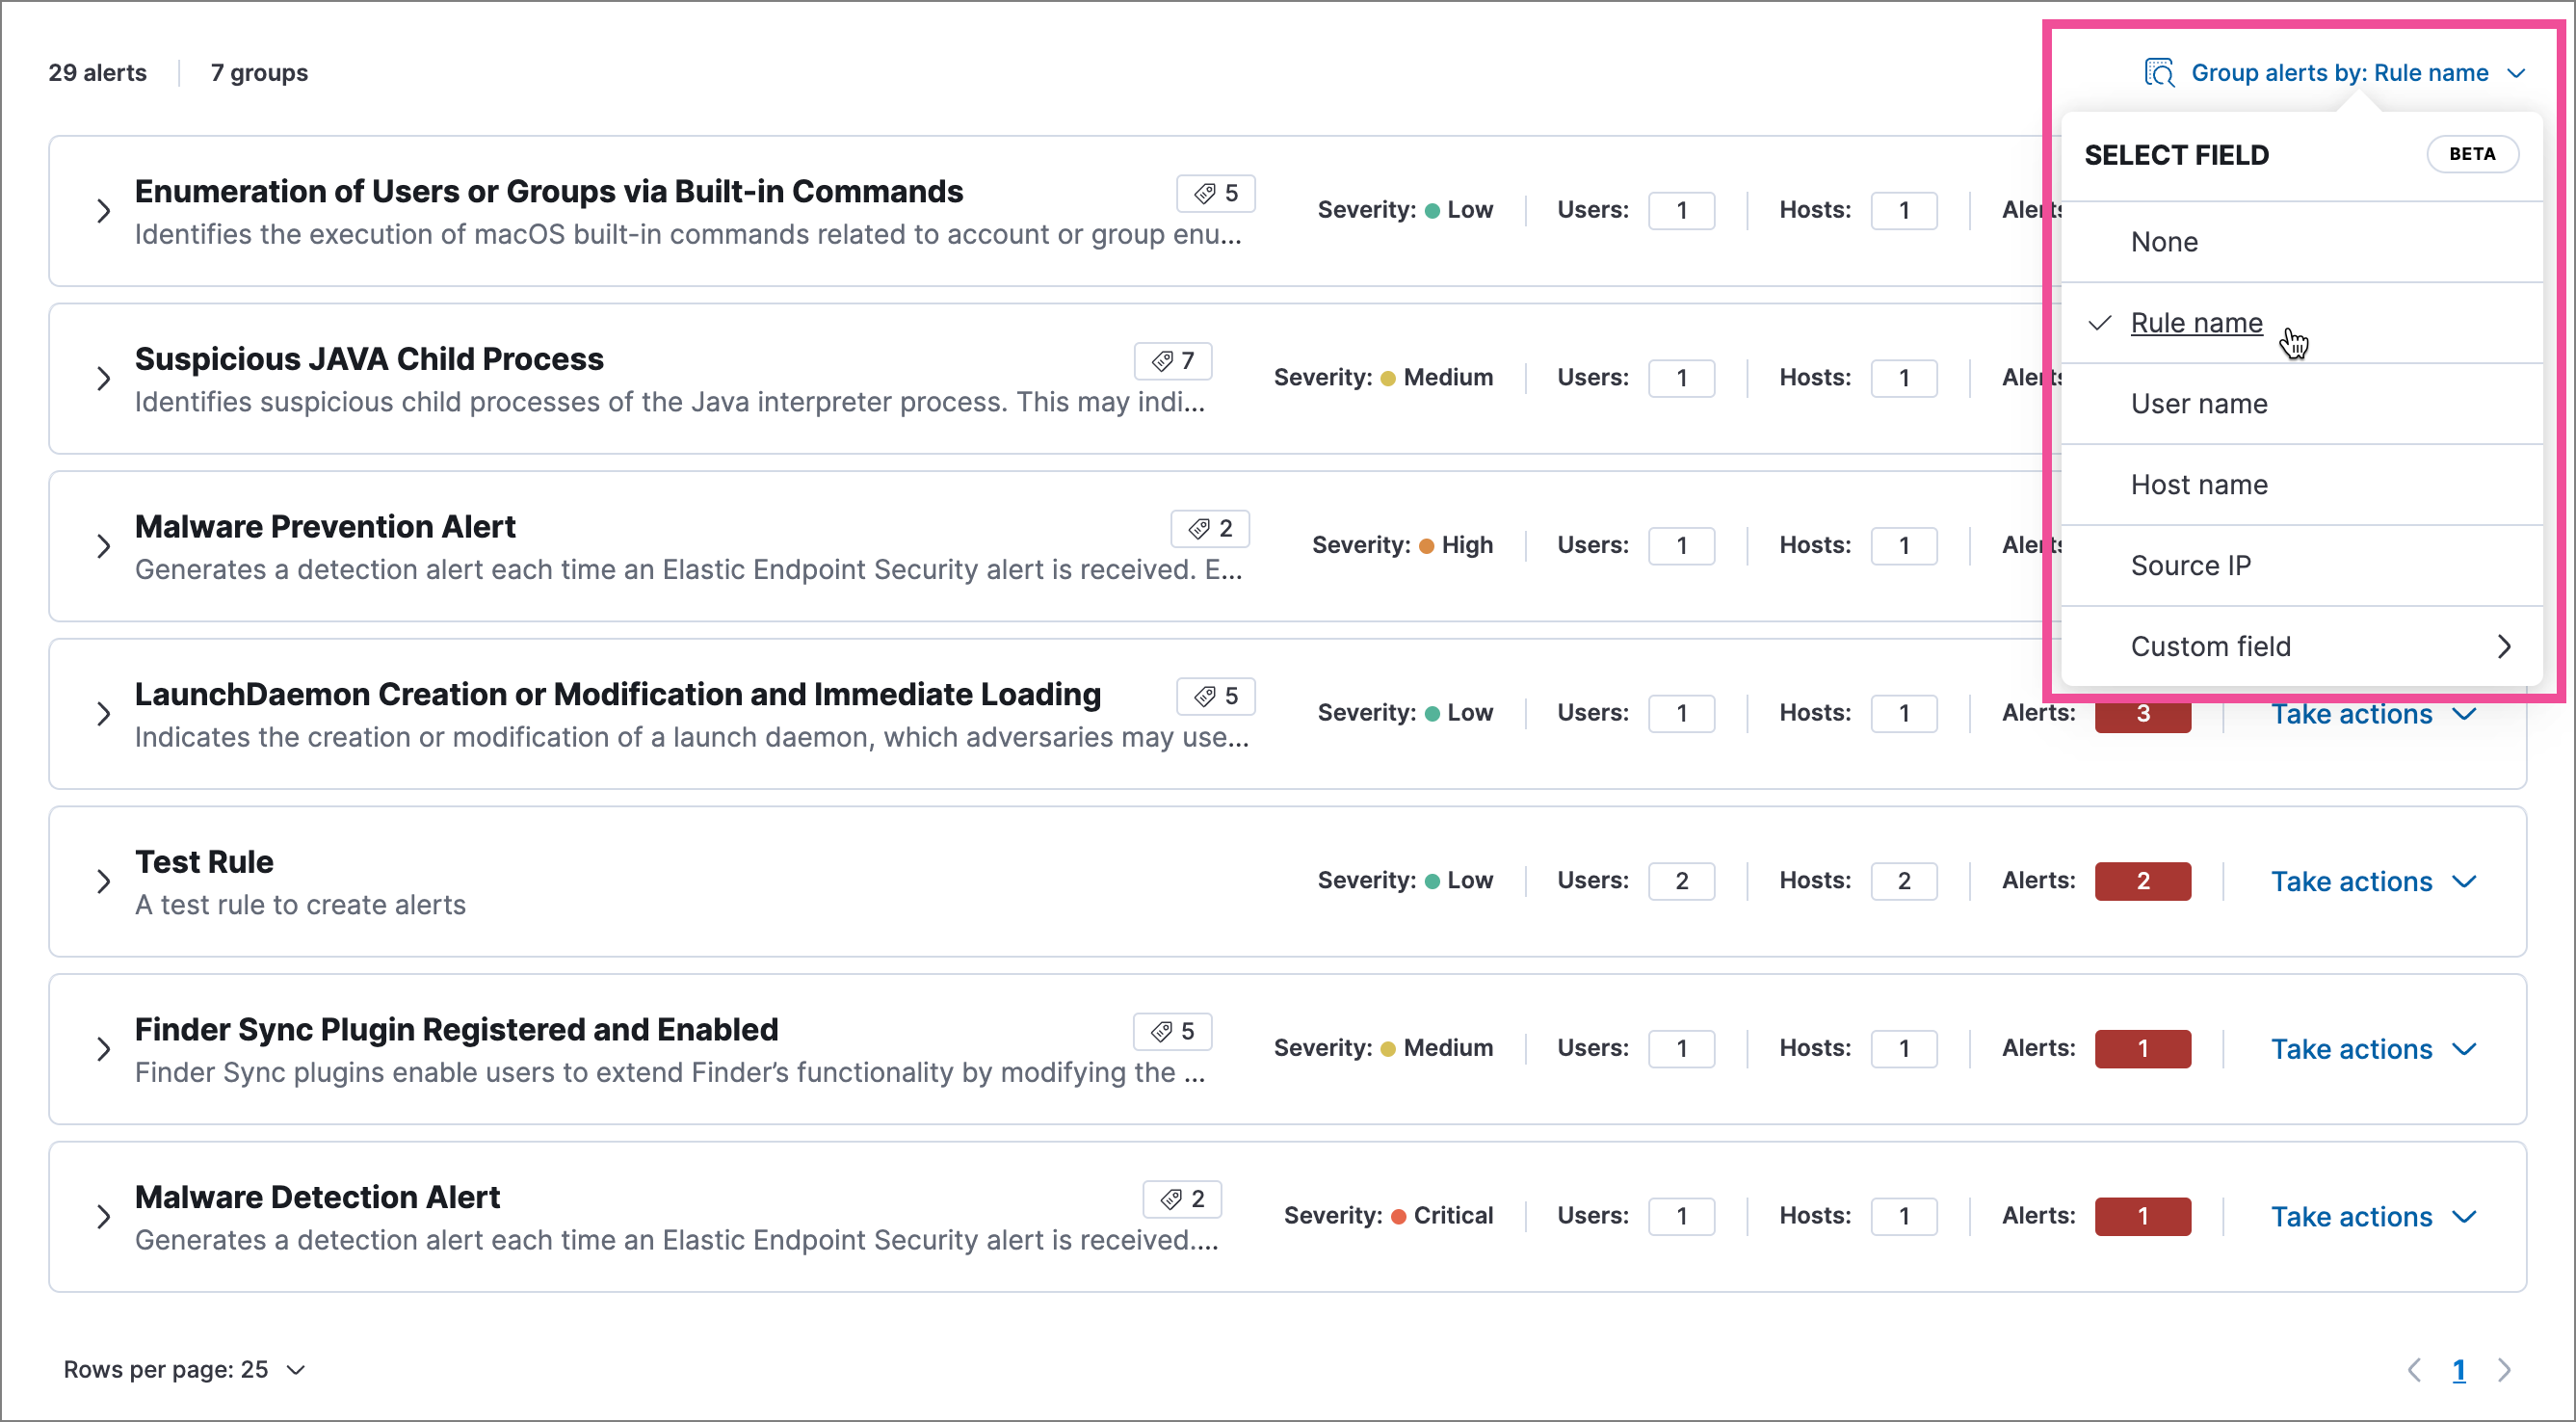 29 alerts 7 groups Group alerts by: Rule name
SELECT FIELD BETA
None
Rule name
User name
Host name
Source IP
Custom field
Enumeration of Users or Groups via Built-in Commands 5
Identifies the execution of macOS built-in commands related to account or group enu...
Severity: Low Users: 1 Hosts: 1 Alerts
Suspicious JAVA Child Process 7
Identifies suspicious child processes of the Java interpreter process. This may indi...
Severity: Medium Users: 1 Hosts: 1 Alerts
Malware Prevention Alert 2
Generates a detection alert each time an Elastic Endpoint Security alert is received. E...
Severity: High Users: 1 Hosts: 1 Alerts
LaunchDaemon Creation or Modification and Immediate Loading 5
Indicates the creation or modification of a launch daemon, which adversaries may use...
Severity: Low Users: 1 Hosts: 1 Alerts: 3 Take actions
Test Rule
A test rule to create alerts
Severity: Low Users: 2 Hosts: 2 Alerts: 2 Take actions
Finder Sync Plugin Registered and Enabled 5
Finder Sync plugins enable users to extend Finder’s functionality by modifying the ...
Severity: Medium Users: 1 Hosts: 1 Alerts: 1 Take actions
Malware Detection Alert 2
Generates a detection alert each time an Elastic Endpoint Security alert is received....
Severity: Critical Users: 1 Hosts: 1 Alerts: 1 Take actions
Rows per page: 25 1